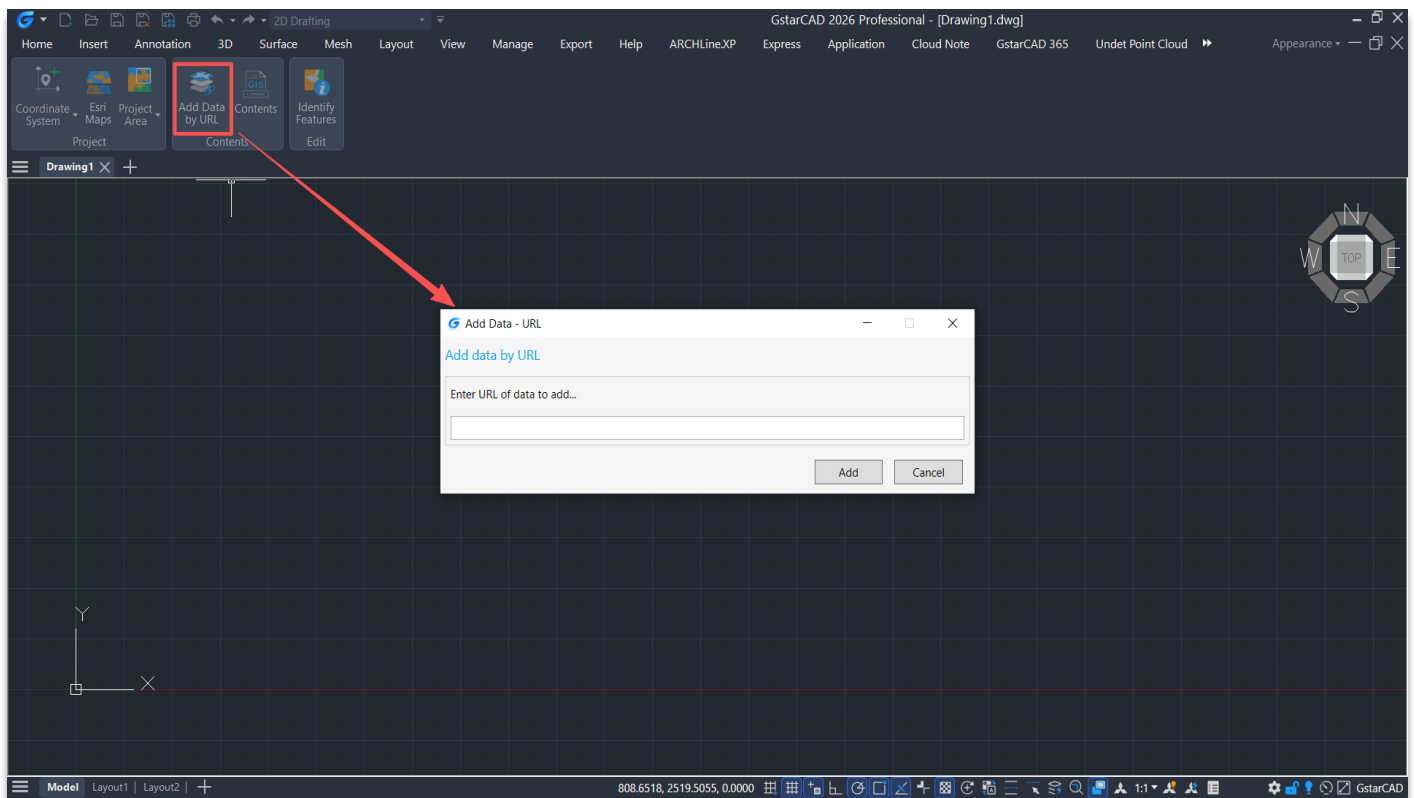 2D Drafting
GstarCAD 2026 Professional - [Drawing1.dwg]
Home Insert Annotation 3D Surface Mesh Layout View Manage Export Help ARCHLine.XP Express Application Cloud Note GstarCAD 365 Undet Point Cloud Appearance
Coordinate System
Esri Maps
Project Area
Add Data by URL
GIS
Contents
Identify Features
Project Contents Edit
Drawing1
N
W TOP E
S
Add Data - URL
Add data by URL
Enter URL of data to add...
Add Cancel
Y
X
Model Layout1 Layout2 808.6518, 2519.5055, 0.0000 1:1 GstarCAD